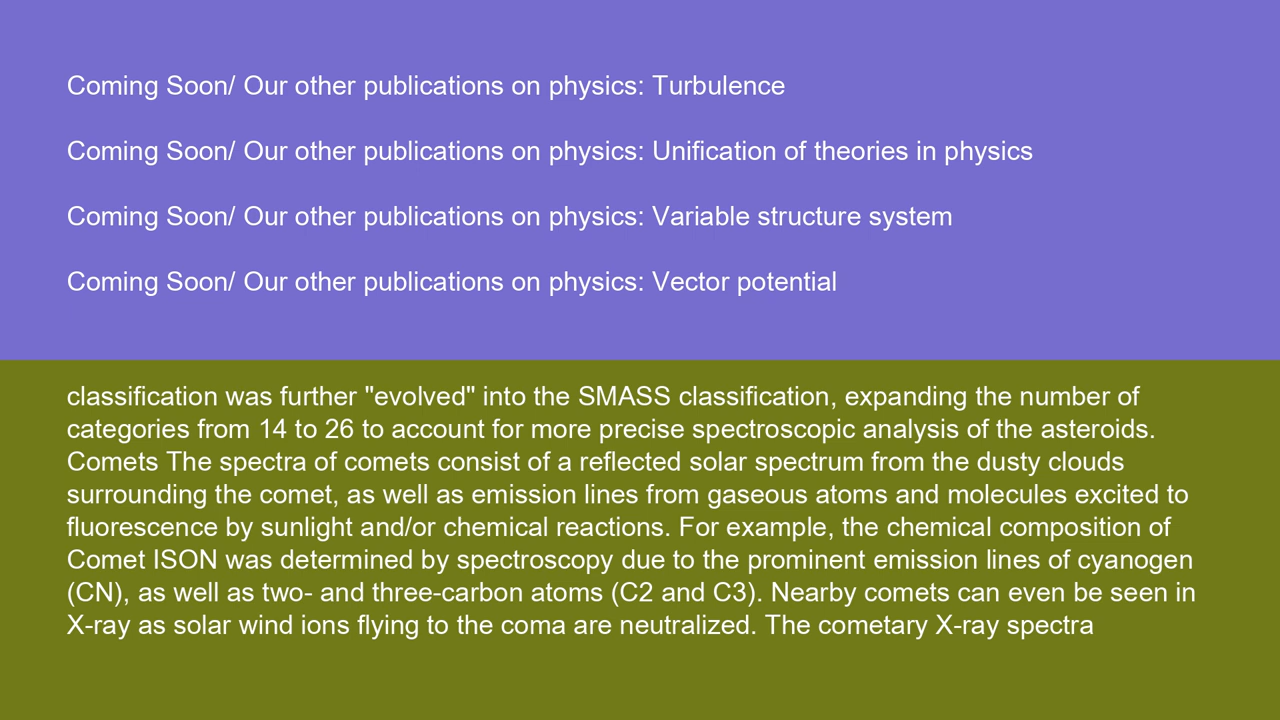 Coming Soon/ Our other publications on physics: Turbulence
Coming Soon/ Our other publications on physics: Unification of theories in physics
Coming Soon/ Our other publications on physics: Variable structure system
Coming Soon/ Our other publications on physics: Vector potential
classification was further "evolved" into the SMASS classification, expanding the number of
categories from 14 to 26 to account for more precise spectroscopic analysis of the asteroids.
Comets The spectra of comets consist of a reflected solar spectrum from the dusty clouds
surrounding the comet, as well as emission lines from gaseous atoms and molecules excited to
fluorescence by sunlight and/or chemical reactions. For example, the chemical composition of
Comet ISON was determined by spectroscopy due to the prominent emission lines of cyanogen
(CN), as well as two- and three-carbon atoms (C2 and C3). Nearby comets can even be seen in
X-ray as solar wind ions flying to the coma are neutralized. The cometary X-ray spectra